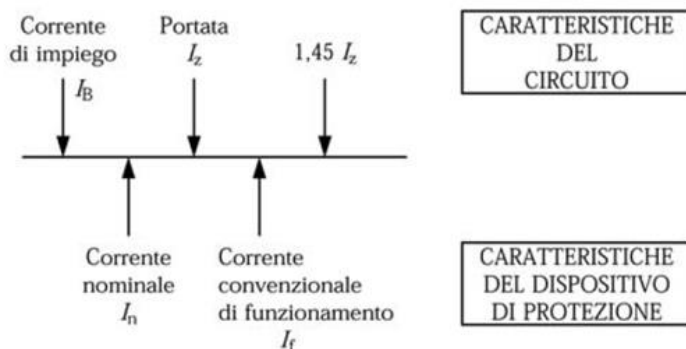 Corrente
di impiego
I_B
Portata
I_z
1,45 I_z
CARATTERISTICHE
DEL
CIRCUITO
Corrente
nominale
I_n
Corrente
convenzionale
di funzionamento
I_f
CARATTERISTICHE
DEL DISPOSITIVO
DI PROTEZIONE